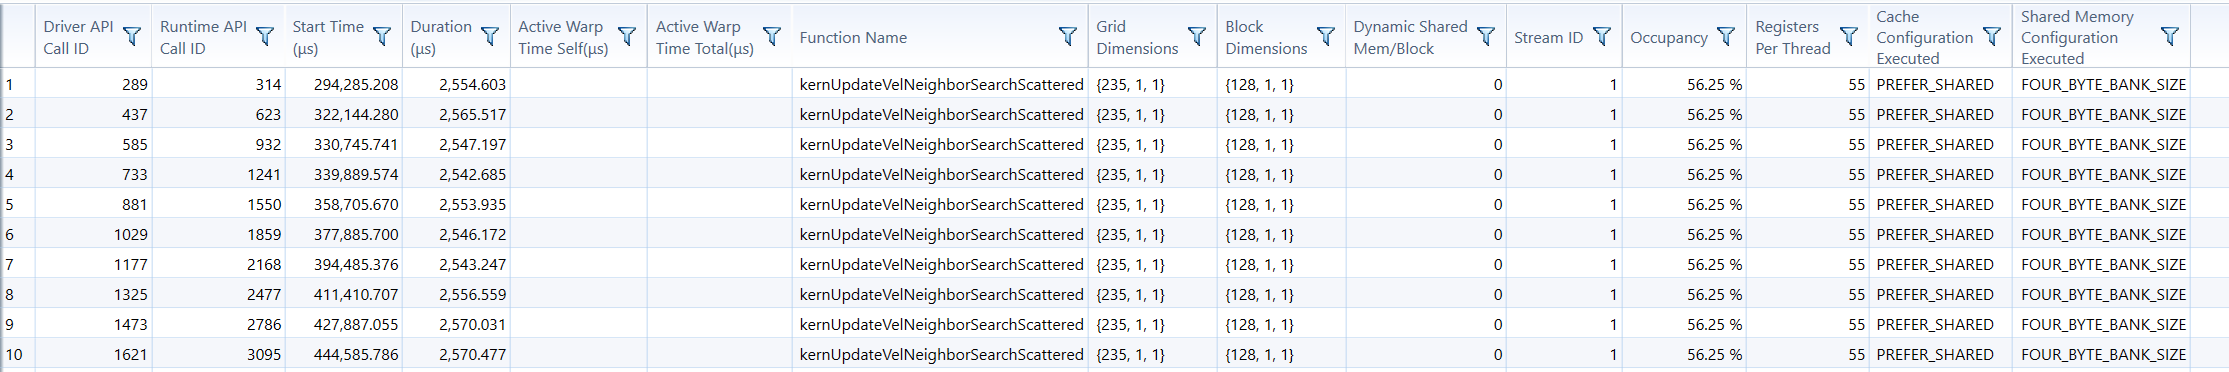 Driver API Call ID	Runtime API Call ID	Start Time (μs)	Duration (μs)	Active Warp Time Self(μs)	Active Warp Time Total(μs)	Function Name	Grid Dimensions	Block Dimensions	Dynamic Shared Mem/Block	Stream ID	Occupancy	Registers Per Thread	Cache Configuration Executed	Shared Memory Configuration Executed
1	289	314	294,285.208	2,554.603	kernUpdateVelNeighborSearchScattered	{235, 1, 1}	{128, 1, 1}	0	1	56.25 %	55	PREFER_SHARED	FOUR_BYTE_BANK_SIZE
2	437	623	322,144.280	2,565.517	kernUpdateVelNeighborSearchScattered	{235, 1, 1}	{128, 1, 1}	0	1	56.25 %	55	PREFER_SHARED	FOUR_BYTE_BANK_SIZE
3	585	932	330,745.741	2,547.197	kernUpdateVelNeighborSearchScattered	{235, 1, 1}	{128, 1, 1}	0	1	56.25 %	55	PREFER_SHARED	FOUR_BYTE_BANK_SIZE
4	733	1241	339,889.574	2,542.685	kernUpdateVelNeighborSearchScattered	{235, 1, 1}	{128, 1, 1}	0	1	56.25 %	55	PREFER_SHARED	FOUR_BYTE_BANK_SIZE
5	881	1550	358,705.670	2,553.935	kernUpdateVelNeighborSearchScattered	{235, 1, 1}	{128, 1, 1}	0	1	56.25 %	55	PREFER_SHARED	FOUR_BYTE_BANK_SIZE
6	1029	1859	377,885.700	2,546.172	kernUpdateVelNeighborSearchScattered	{235, 1, 1}	{128, 1, 1}	0	1	56.25 %	55	PREFER_SHARED	FOUR_BYTE_BANK_SIZE
7	1177	2168	394,485.376	2,543.247	kernUpdateVelNeighborSearchScattered	{235, 1, 1}	{128, 1, 1}	0	1	56.25 %	55	PREFER_SHARED	FOUR_BYTE_BANK_SIZE
8	1325	2477	411,410.707	2,556.559	kernUpdateVelNeighborSearchScattered	{235, 1, 1}	{128, 1, 1}	0	1	56.25 %	55	PREFER_SHARED	FOUR_BYTE_BANK_SIZE
9	1473	2786	427,887.055	2,570.031	kernUpdateVelNeighborSearchScattered	{235, 1, 1}	{128, 1, 1}	0	1	56.25 %	55	PREFER_SHARED	FOUR_BYTE_BANK_SIZE
10	1621	3095	444,585.786	2,570.477	kernUpdateVelNeighborSearchScattered	{235, 1, 1}	{128, 1, 1}	0	1	56.25 %	55	PREFER_SHARED	FOUR_BYTE_BANK_SIZE